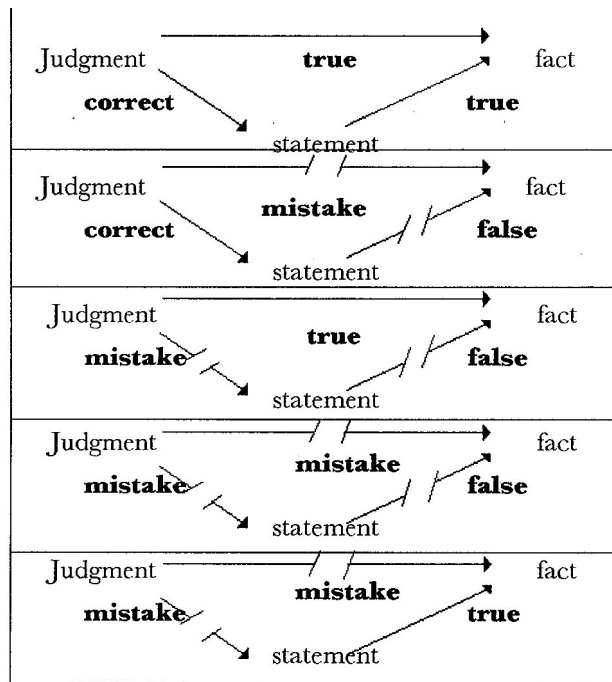 Judgment true fact
correct true
statement
Judgment mistake fact
correct false
statement
Judgment true fact
mistake false
statement
Judgment mistake fact
mistake false
statement
Judgment mistake fact
mistake true
statement